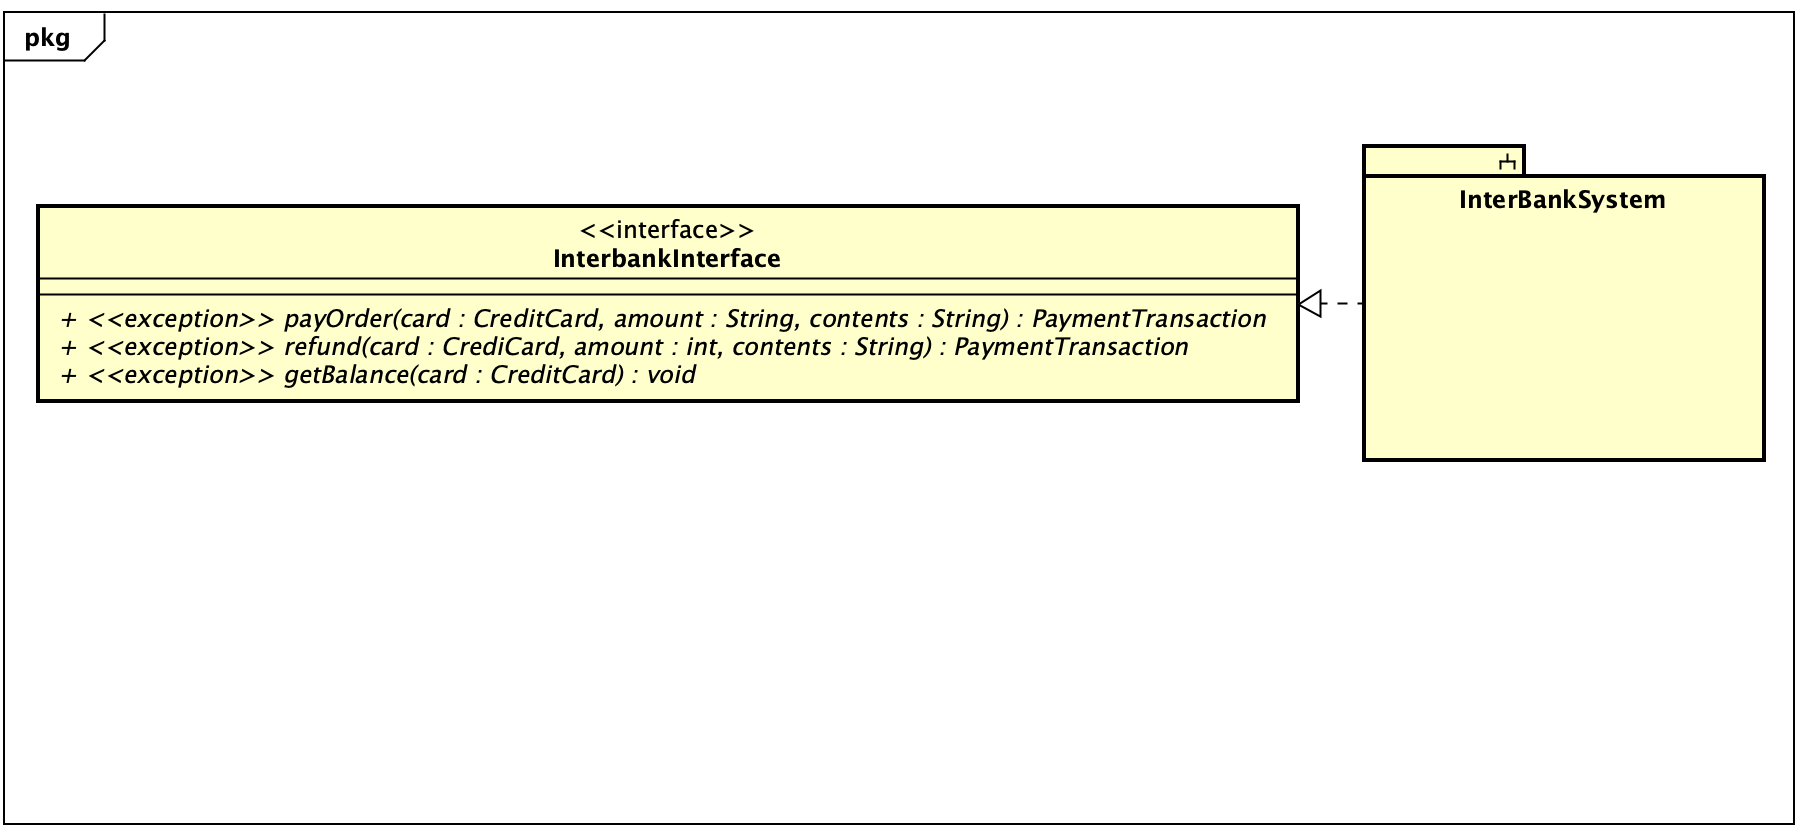 pkg
InterBankSystem
<<interface>>
InterbankInterface
+ <<exception>> payOrder(card : CreditCard, amount : String, contents : String) : PaymentTransaction
+ <<exception>> refund(card : CrediCard, amount : int, contents : String) : PaymentTransaction
+ <<exception>> getBalance(card : CreditCard) : void